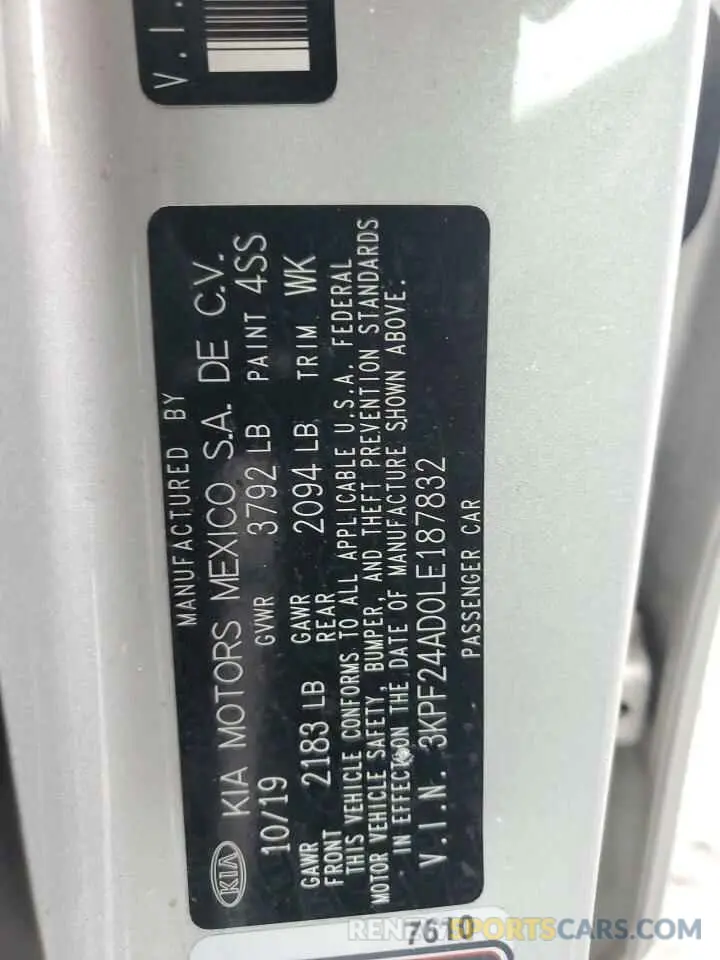 V.I.
MANUFACTURED BY
KIA KIA MOTORS MEXICO S.A. DE C.V.
10/19 GVWR 3792 LB PAINT 4SS
GAWR FRONT 2183 LB GAWR REAR 2094 LB TRIM WK
THIS VEHICLE CONFORMS TO ALL APPLICABLE U.S.A. FEDERAL
MOTOR VEHICLE SAFETY, BUMPER, AND THEFT PREVENTION STANDARDS
IN EFFECT ON THE DATE OF MANUFACTURE SHOWN ABOVE.
V.I.N. 3KPF24AD0LE187832
PASSENGER CAR
7610
RENEWSPORTSCARS.COM